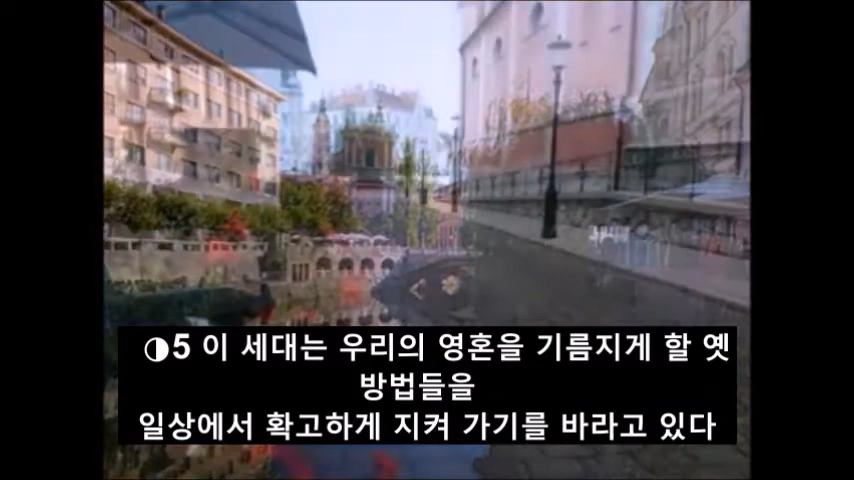 ◑5 이 세대는 우리의 영혼을 기름지게 할 옛
방법들을
일상에서 확고하게 지켜 가기를 바라고 있다